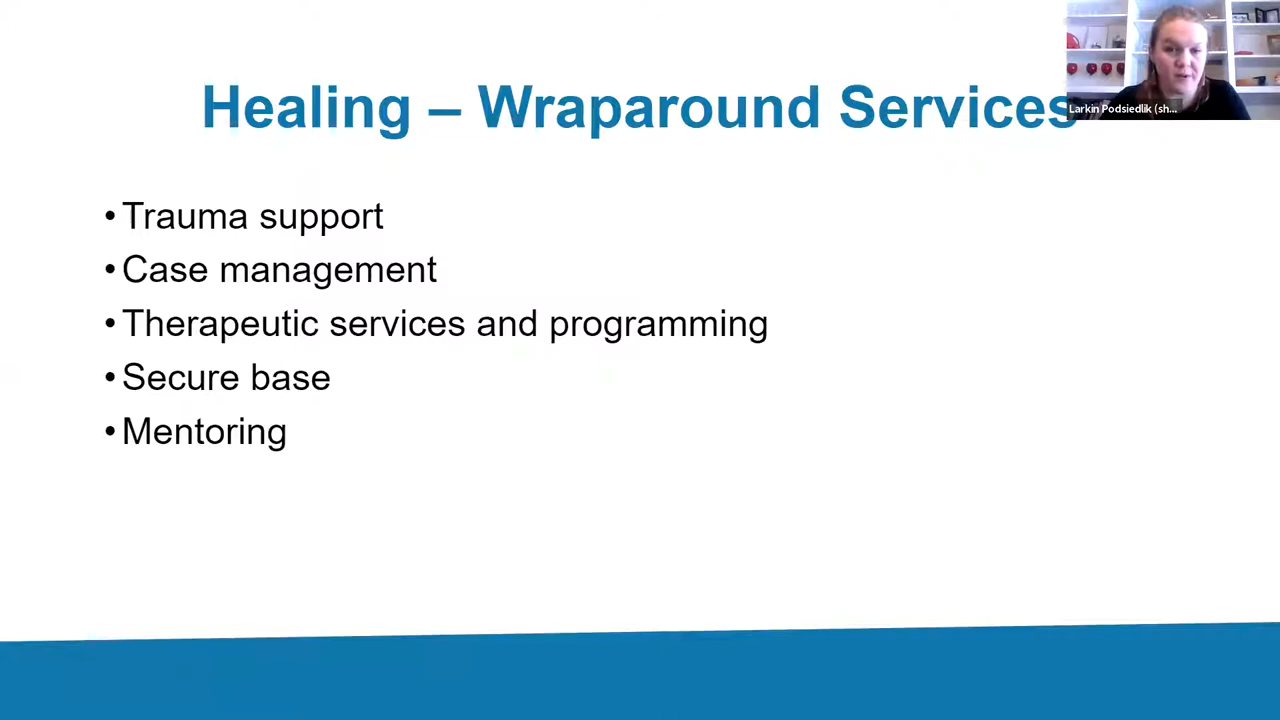 Healing – Wraparound Services
Larkin Podsiedlik (sh...
• Trauma support
• Case management
• Therapeutic services and programming
• Secure base
• Mentoring